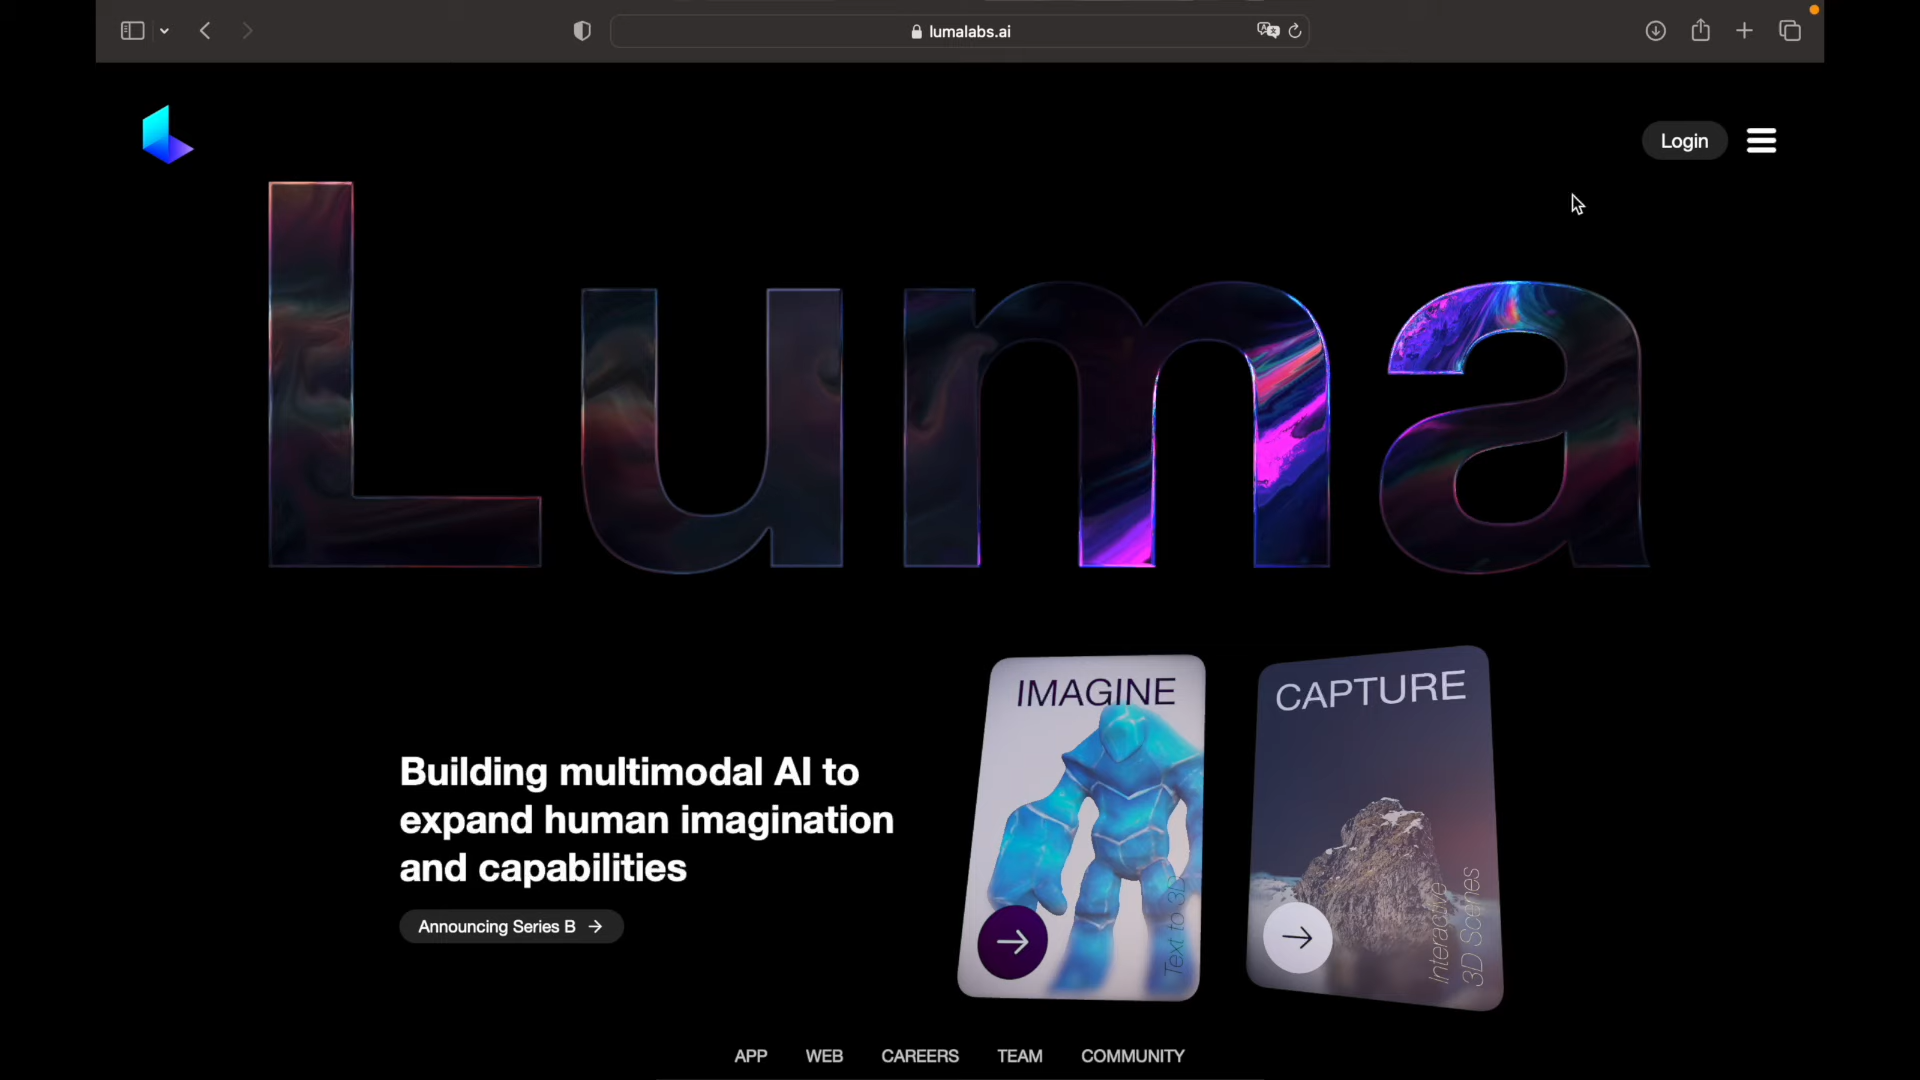 lumalabs.ai
Login
Luma
IMAGINE
Text to 3D
CAPTURE
Interactive
3D Scenes
Building multimodal AI to
expand human imagination
and capabilities
Announcing Series B →
APP WEB CAREERS TEAM COMMUNITY